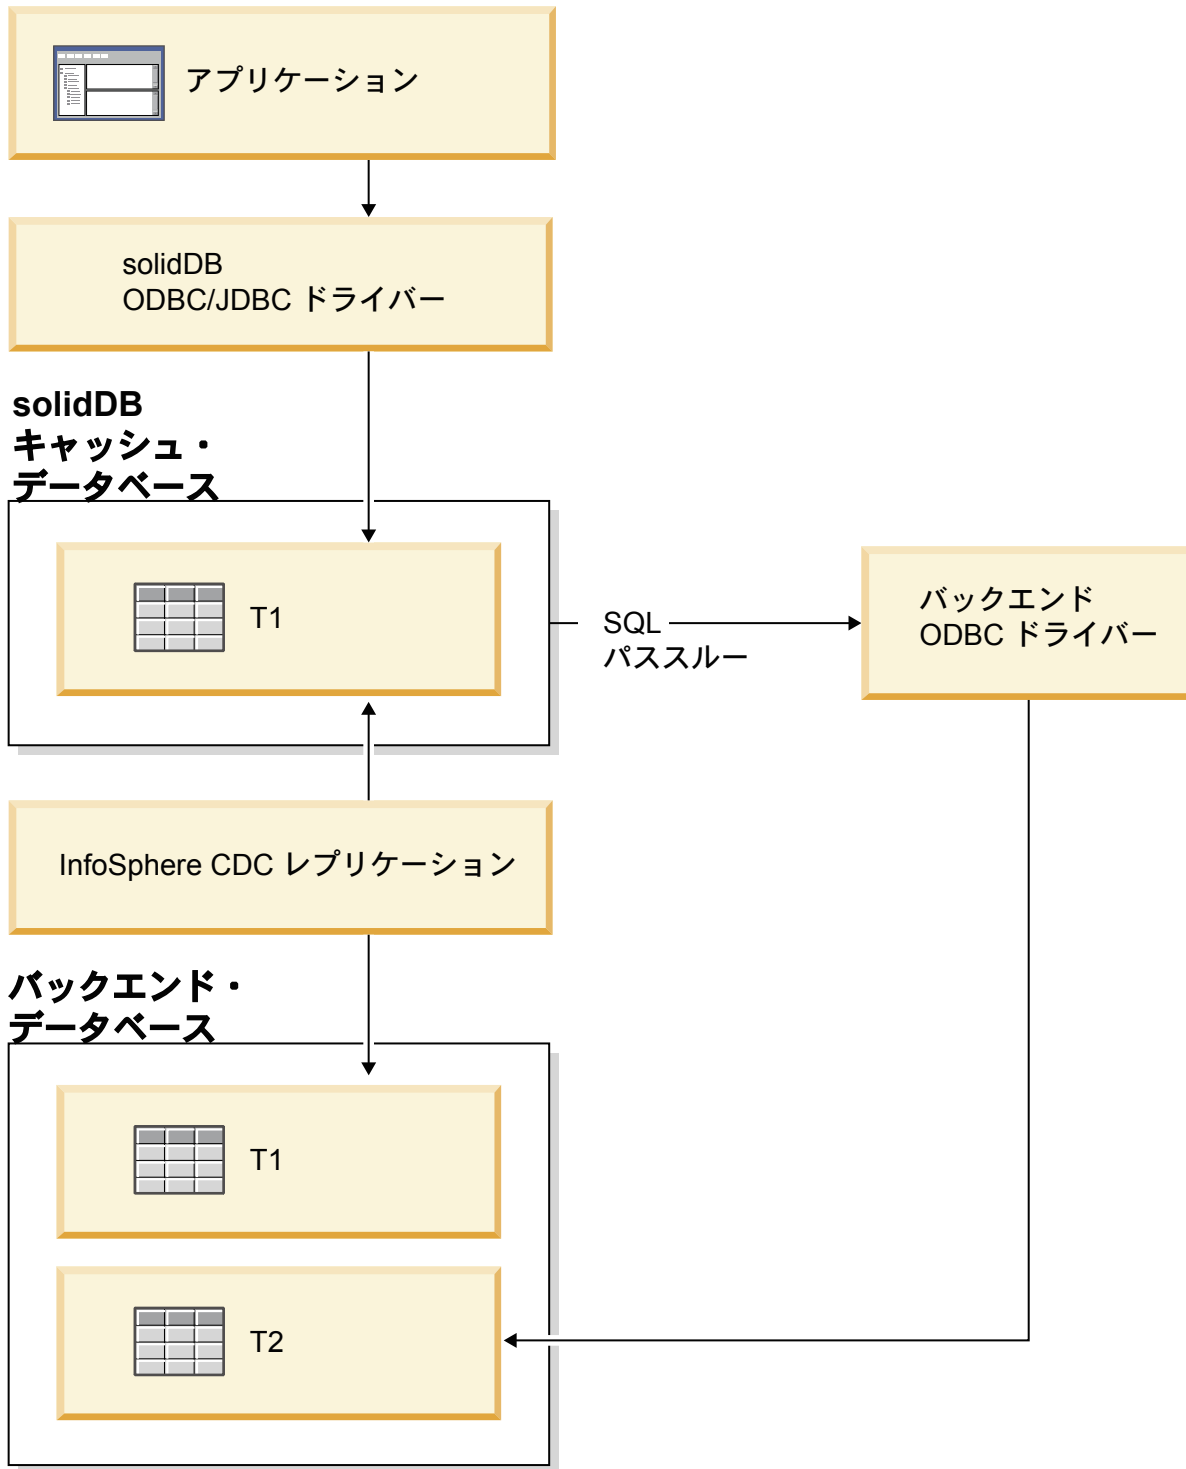 アプリケーション
solidDB
ODBC/JDBC ドライバー
solidDB
キャッシュ・
データベース
T1
SQL
パススルー
バックエンド
ODBC ドライバー
InfoSphere CDC レプリケーション
バックエンド・
データベース
T1
T2